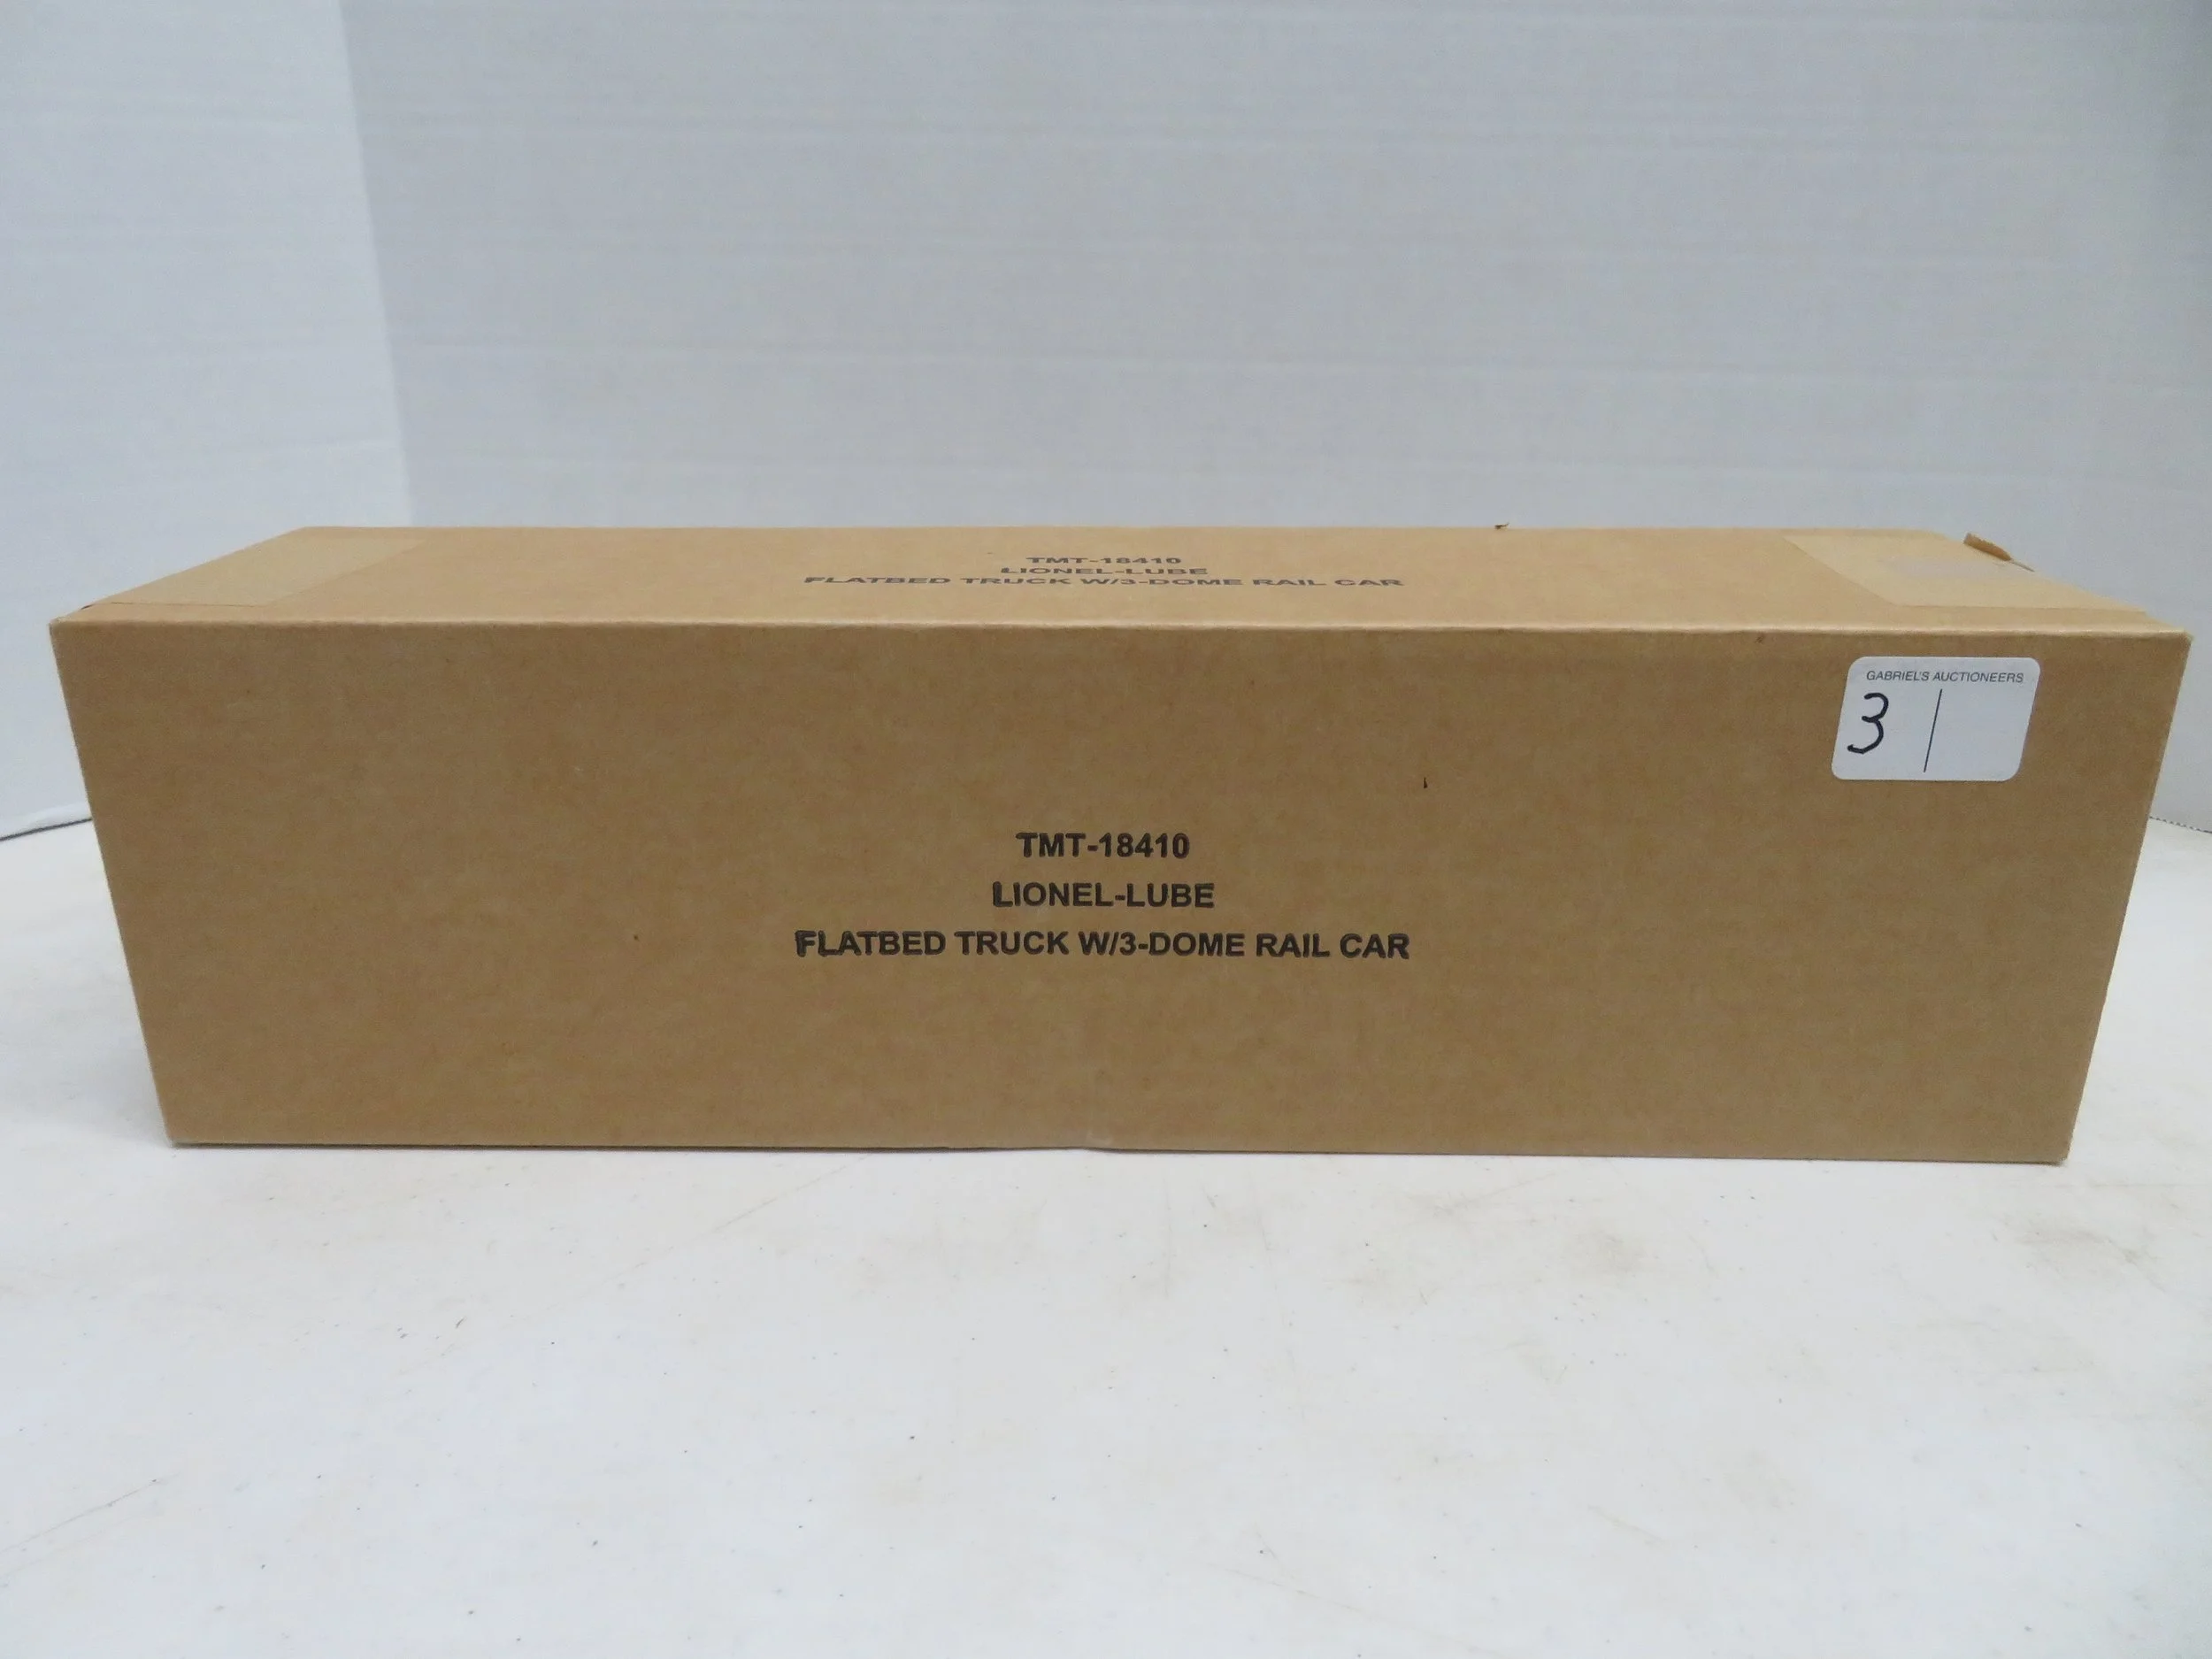 TMT-18410
LIONEL-LUBE
FLATBED TRUCK W/3-DOME RAIL CAR
GABRIEL'S AUCTIONEERS
3
TMT-18410
LIONEL-LUBE
FLATBED TRUCK W/3-DOME RAIL CAR